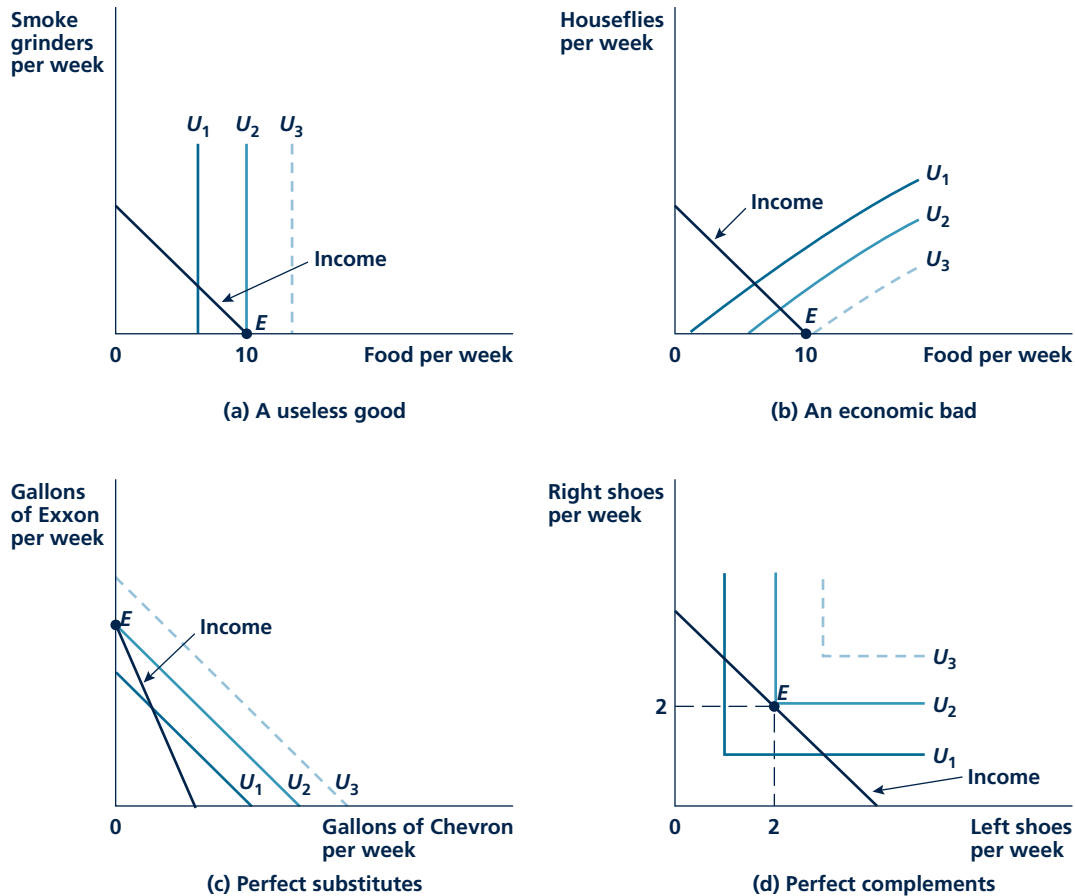 Smoke
grinders
per week
U1
U2
U3
Income
E
0
10
Food per week
(a) A useless good
Houseflies
per week
Income
U1
U2
U3
E
0
10
Food per week
(b) An economic bad
Gallons
of Exxon
per week
E
Income
U1
U2
U3
0
Gallons of Chevron
per week
(c) Perfect substitutes
Right shoes
per week
U3
E
2
U2
U1
Income
0
2
Left shoes
per week
(d) Perfect complements